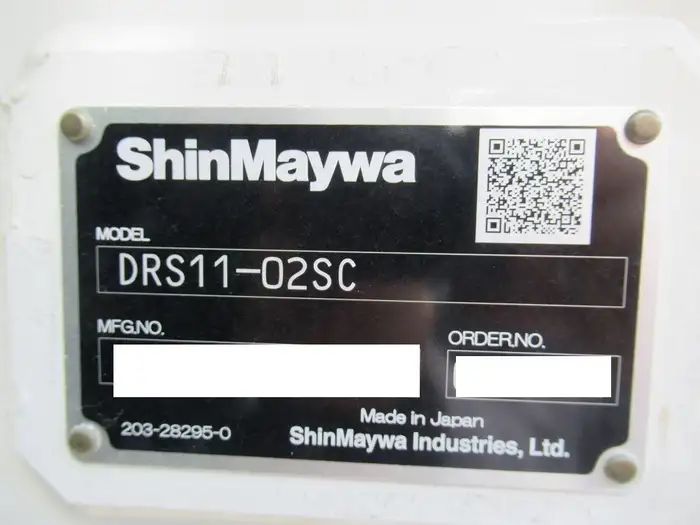 ShinMaywa
MODEL
DRS11-02SC
MFG.NO.
ORDER.NO.
Made in Japan
203-28295-0
ShinMaywa Industries, Ltd.